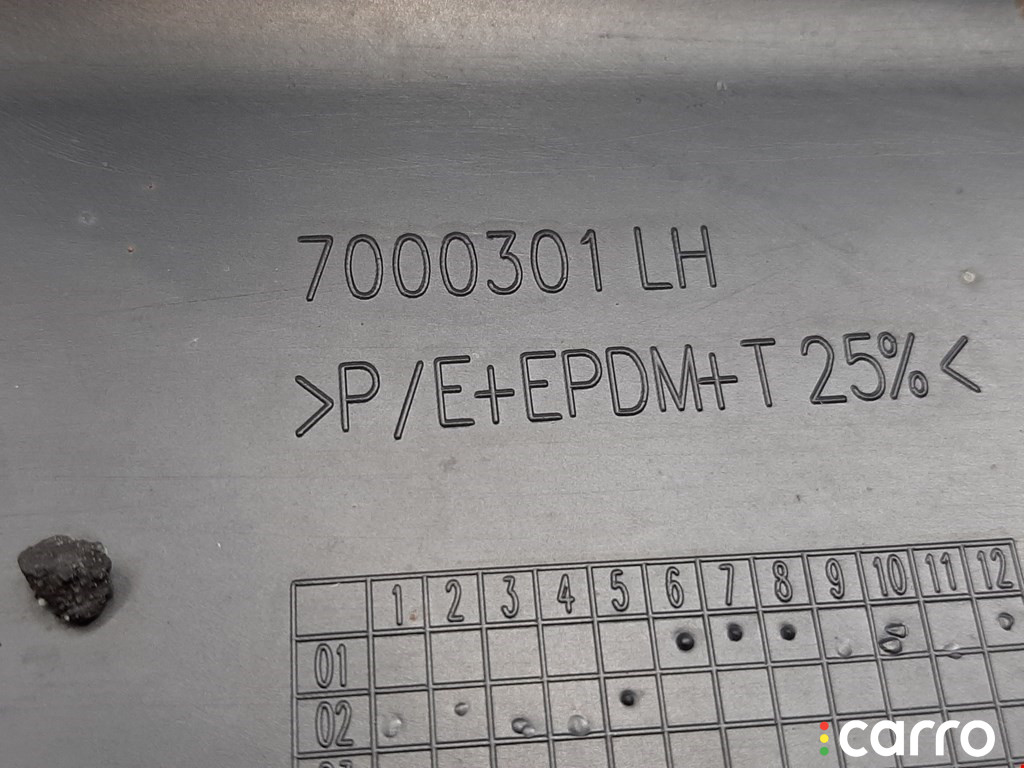 7000301 LH
>P/E+EPDM+T 25%<
1 2 3 4 5 6 7 8 9 10 11 12
01
02
carro